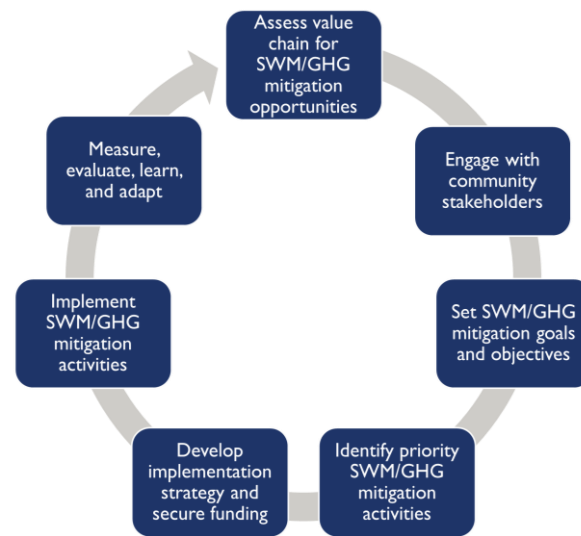 Assess value
chain for
SWM/GHG
mitigation
opportunities
Engage with
community
stakeholders
Set SWM/GHG
mitigation goals
and objectives
Identify priority
SWM/GHG
mitigation
activities
Develop
implementation
strategy and
secure funding
Implement
SWM/GHG
mitigation
activities
Measure,
evaluate, learn,
and adapt